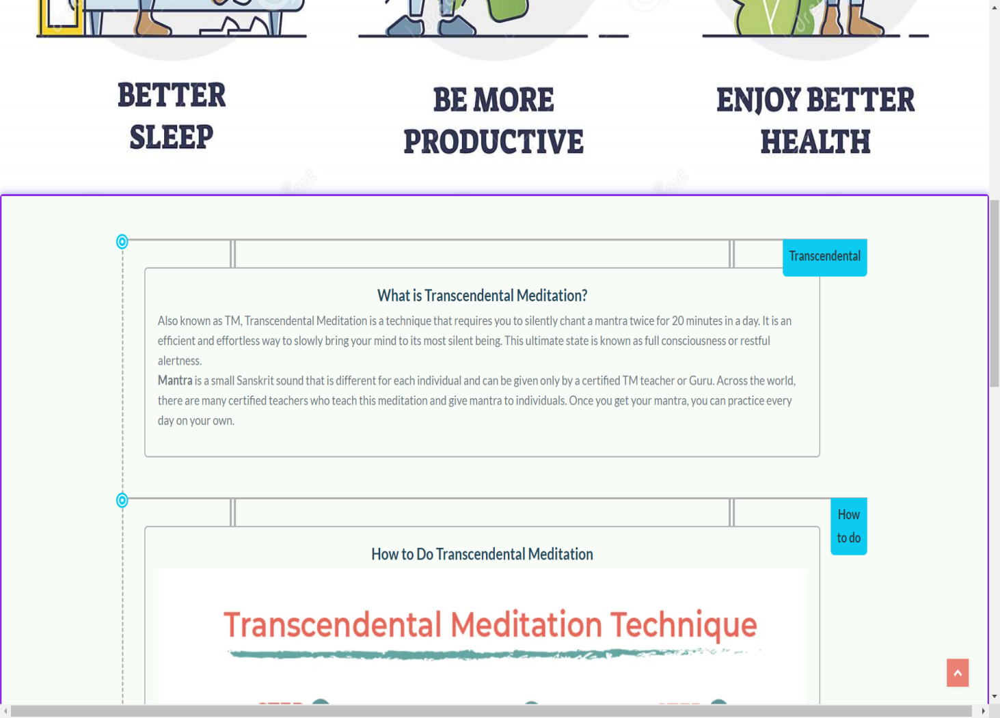 BETTER
SLEEP
BE MORE
PRODUCTIVE
ENJOY BETTER
HEALTH
Transcendental
What is Transcendental Meditation?
Also known as TM, Transcendental Meditation is a technique that requires you to silently chant a mantra twice for 20 minutes in a day. It is an
efficient and effortless way to slowly bring your mind to its most silent being. This ultimate state is known as full consciousness or restful
alertness.
Mantra is a small Sanskrit sound that is different for each individual and can be given only by a certified TM teacher or Guru. Across the world,
there are many certified teachers who teach this meditation and give mantra to individuals. Once you get your mantra, you can practice every
day on your own.
How
to do
How to Do Transcendental Meditation
Transcendental Meditation Technique